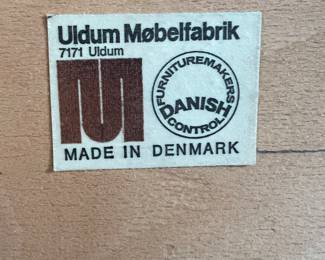 Uldum Møbelfabrik
7171 Uldum
FURNITUREMAKERS
DANISH
CONTROL
MADE IN DENMARK